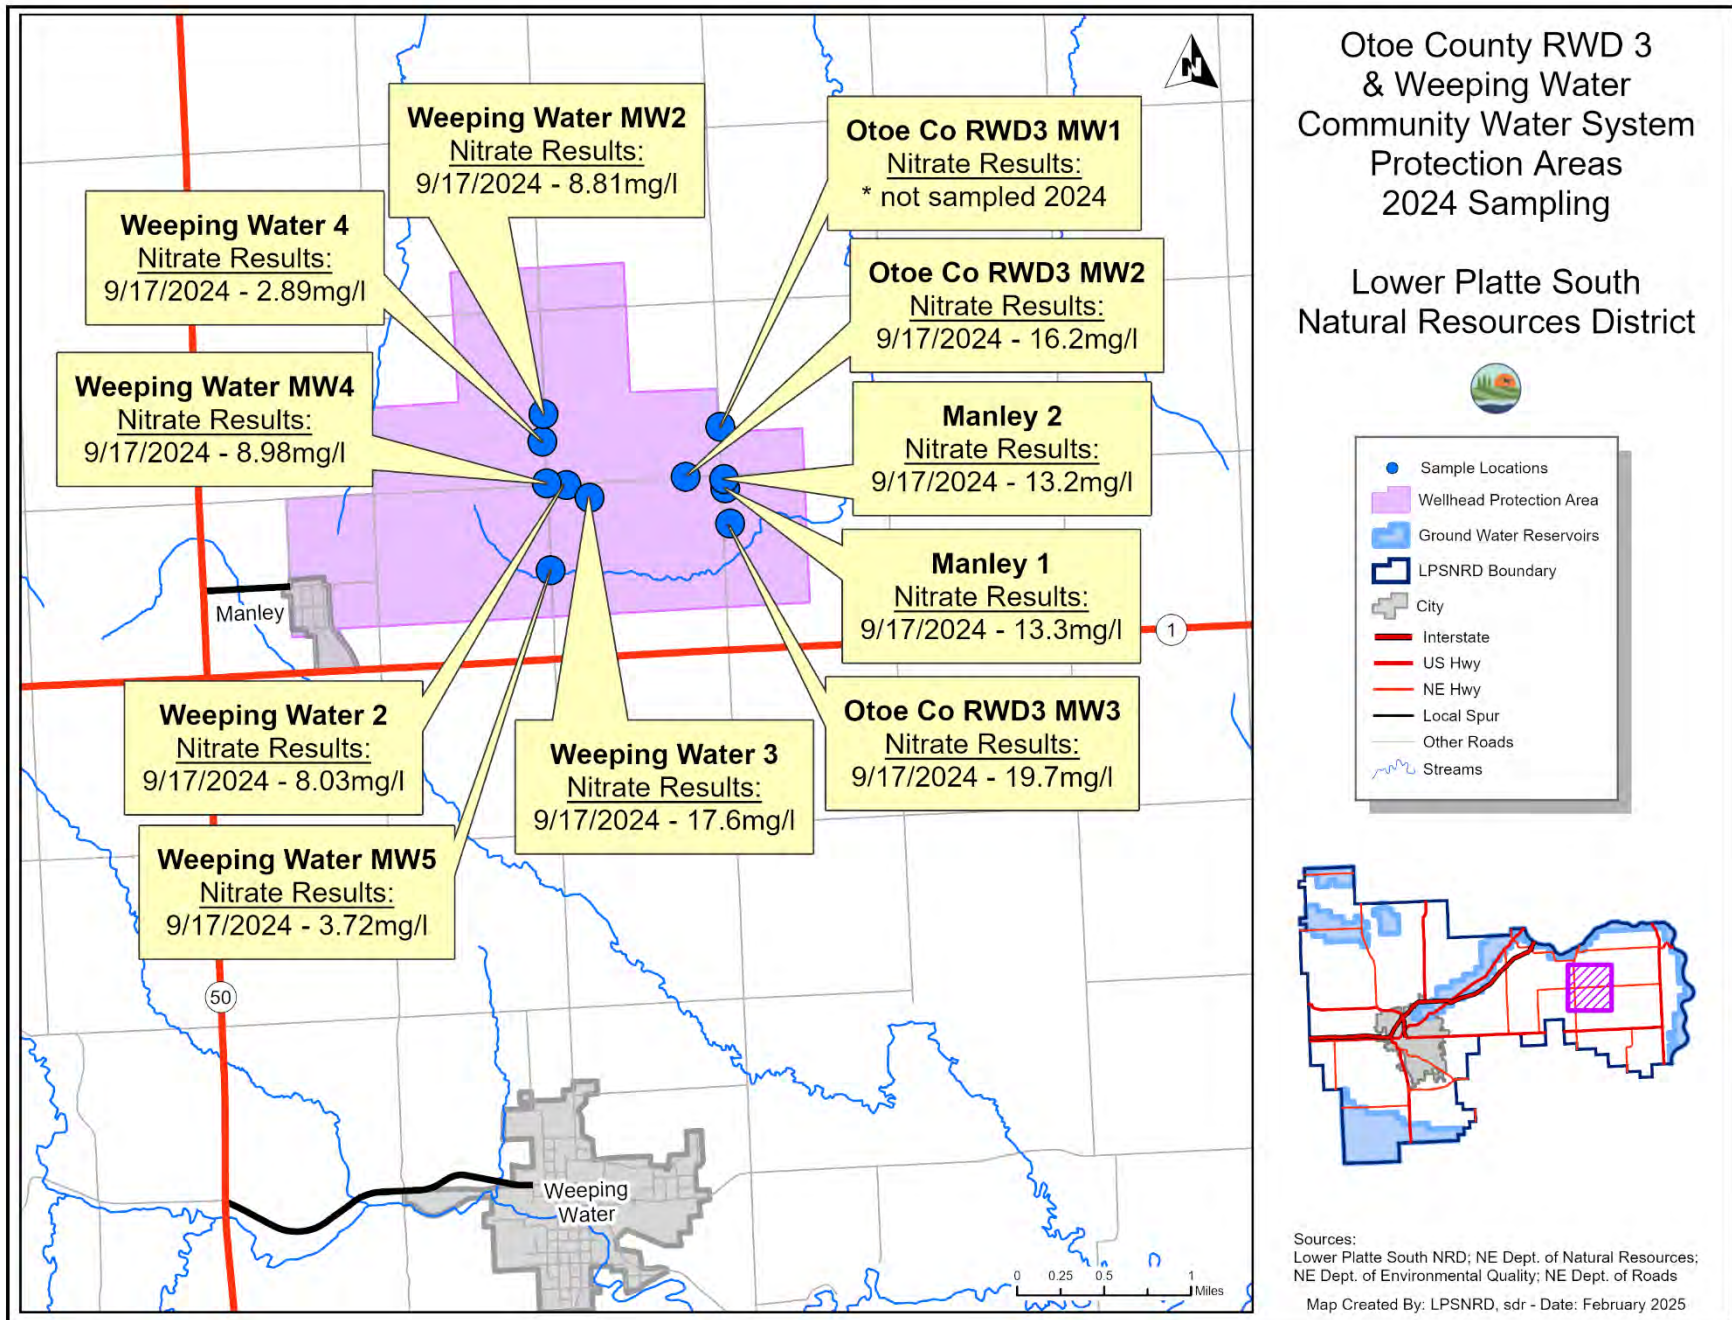 Otoe County RWD 3
& Weeping Water
Community Water System
Protection Areas
2024 Sampling
Lower Platte South
Natural Resources District
N
Weeping Water MW2
Nitrate Results:
9/17/2024 - 8.81mg/l
Otoe Co RWD3 MW1
Nitrate Results:
* not sampled 2024
Weeping Water 4
Nitrate Results:
9/17/2024 - 2.89mg/l
Otoe Co RWD3 MW2
Nitrate Results:
9/17/2024 - 16.2mg/l
Weeping Water MW4
Nitrate Results:
9/17/2024 - 8.98mg/l
Manley 2
Nitrate Results:
9/17/2024 - 13.2mg/l
Manley 1
Nitrate Results:
9/17/2024 - 13.3mg/l
Manley
1
Weeping Water 2
Nitrate Results:
9/17/2024 - 8.03mg/l
Weeping Water 3
Nitrate Results:
9/17/2024 - 17.6mg/l
Otoe Co RWD3 MW3
Nitrate Results:
9/17/2024 - 19.7mg/l
Weeping Water MW5
Nitrate Results:
9/17/2024 - 3.72mg/l
50
Weeping
Water
0 0.25 0.5 1
Miles
Sample Locations
Wellhead Protection Area
Ground Water Reservoirs
LPSNRD Boundary
City
Interstate
US Hwy
NE Hwy
Local Spur
Other Roads
Streams
Sources:
Lower Platte South NRD; NE Dept. of Natural Resources;
NE Dept. of Environmental Quality; NE Dept. of Roads
Map Created By: LPSNRD, sdr - Date: February 2025